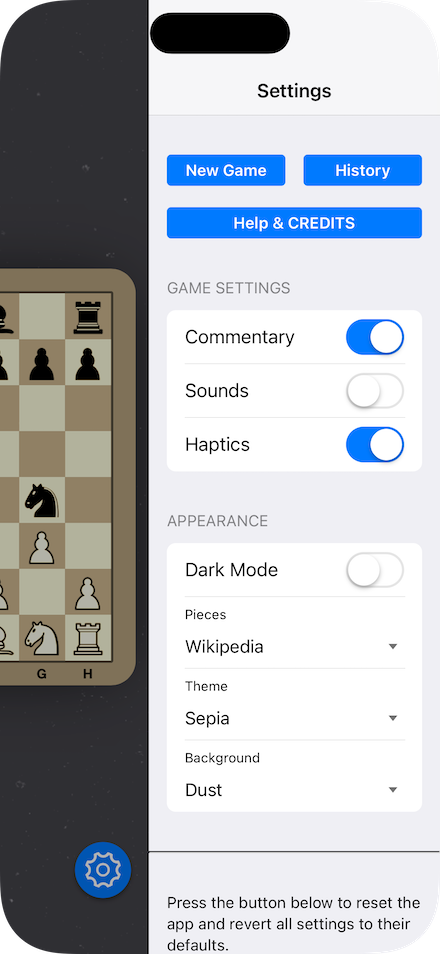 Settings
New Game
History
Help & CREDITS
GAME SETTINGS
Commentary
Sounds
Haptics
APPEARANCE
Dark Mode
Pieces
Wikipedia
Theme
Sepia
Background
Dust
G H
Press the button below to reset the
app and revert all settings to their
defaults.